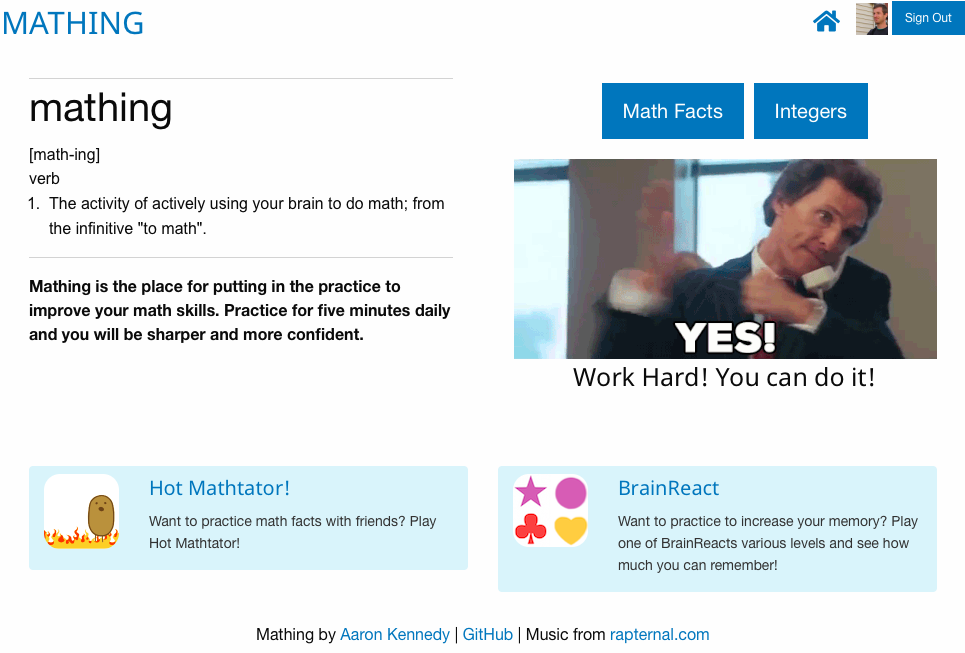 MATHING
Sign Out
mathing
[math-ing]
verb
1. The activity of actively using your brain to do math; from
the infinitive "to math".
Mathing is the place for putting in the practice to
improve your math skills. Practice for five minutes daily
and you will be sharper and more confident.
Math Facts
Integers
YES!
Work Hard! You can do it!
Hot Mathtator!
Want to practice math facts with friends? Play
Hot Mathtator!
BrainReact
Want to practice to increase your memory? Play
one of BrainReacts various levels and see how
much you can remember!
Mathing by Aaron Kennedy | GitHub | Music from rapternal.com